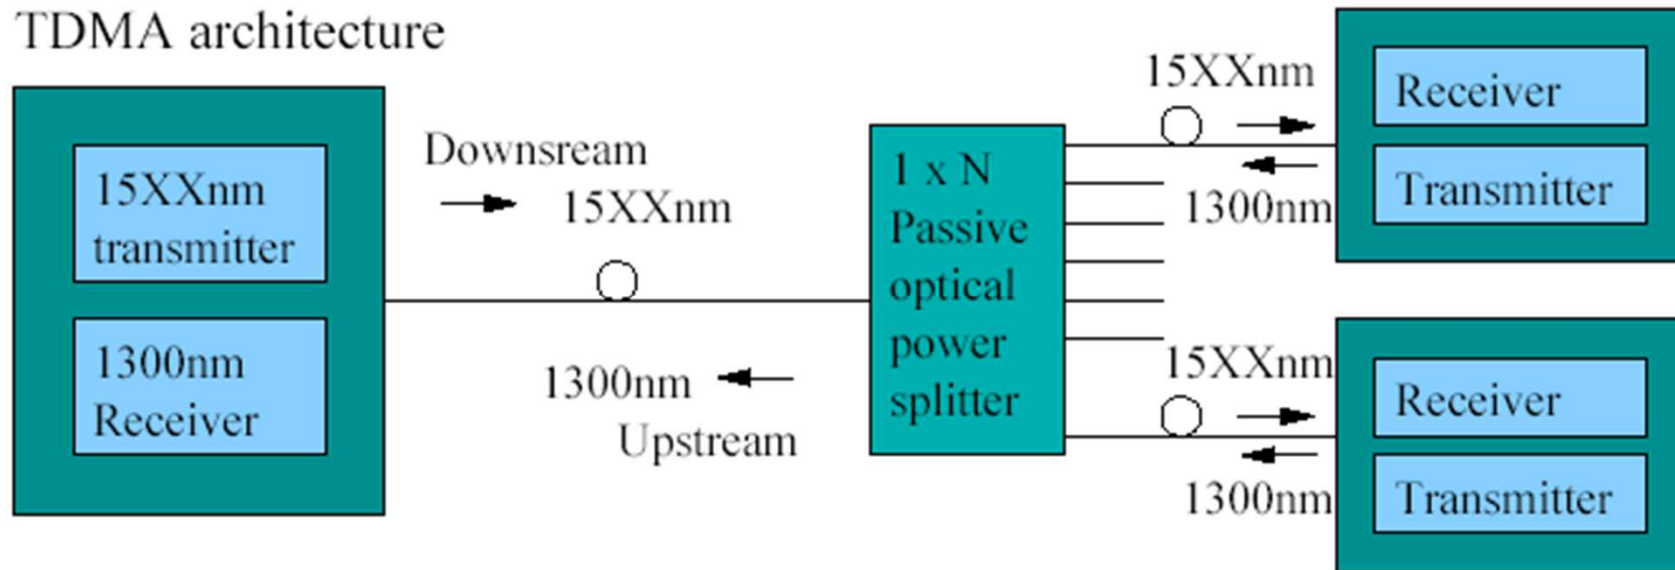 TDMA architecture
15XXnm
transmitter
1300nm
Receiver
Downsream
15XXnm
1300nm
Upstream
1 x N
Passive
optical
power
splitter
15XXnm
1300nm
Receiver
Transmitter
15XXnm
1300nm
Receiver
Transmitter